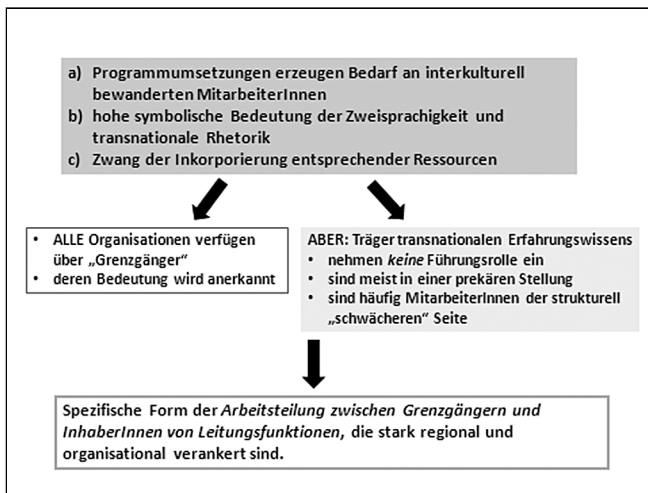 a) Programmumsetzungen erzeugen Bedarf an interkulturell
bewanderten MitarbeiterInnen
b) hohe symbolische Bedeutung der Zweisprachigkeit und
transnationale Rhetorik
c) Zwang der Inkorporierung entsprechender Ressourcen
• ALLE Organisationen verfügen
über „Grenzgänger“
• deren Bedeutung wird anerkannt
ABER: Träger transnationalen Erfahrungswissens
• nehmen keine Führungsrolle ein
• sind meist in einer prekären Stellung
• sind häufig MitarbeiterInnen der strukturell
„schwächeren“ Seite
Spezifische Form der Arbeitsteilung zwischen Grenzgängern und
InhaberInnen von Leitungsfunktionen, die stark regional und
organisational verankert sind.